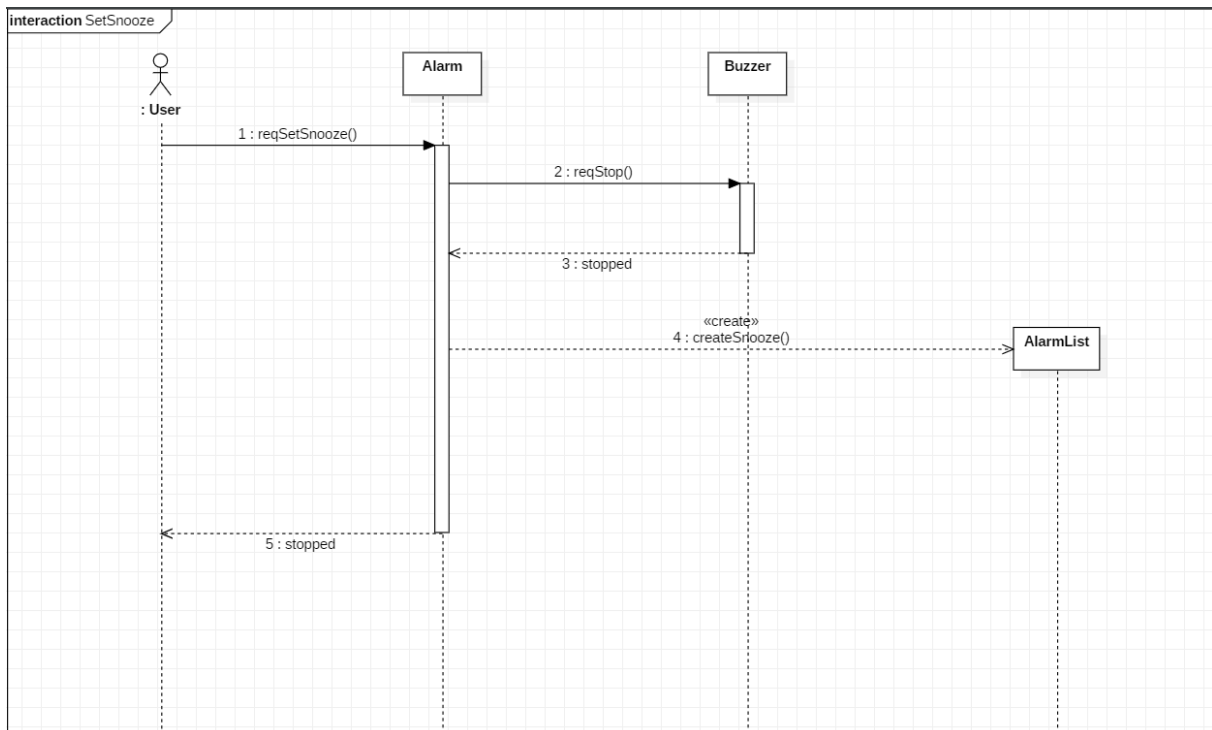 interaction SetSnooze
Alarm
Buzzer
: User
1 : reqSetSnooze()
2 : reqStop()
3 : stopped
«create»
4 : createSnooze()
AlarmList
5 : stopped